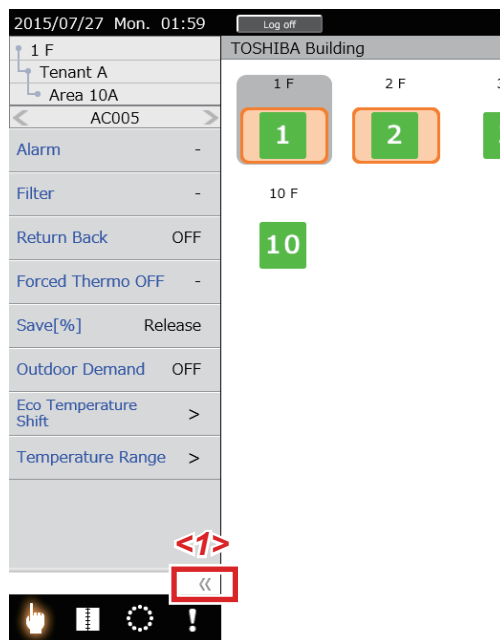 2015/07/27 Mon. 01:59
Log off
1 F
Tenant A
Area 10A
< AC005 >
Alarm -
Filter -
Return Back OFF
Forced Thermo OFF -
Save[%] Release
Outdoor Demand OFF
Eco Temperature
Shift >
Temperature Range >
<1>
«
!
TOSHIBA Building
1 F 2 F
1 2
10 F
10